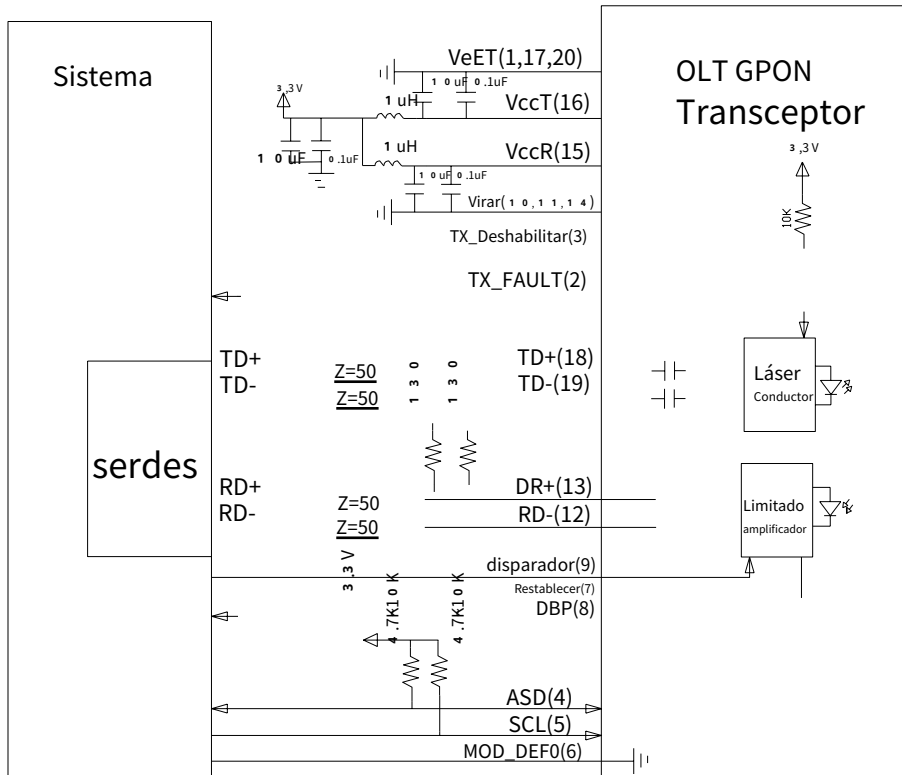 Sistema
OLT GPON
Transceptor
VeET(1,17,20)
10uF 0.1uF
3,3 V
1 uH
VccT(16)
10uF 0.1uF
1 uH
VccR(15)
10uF 0.1uF
Virar(10,11,14)
TX_Deshabilitar(3)
TX_FAULT(2)
3,3 V
10K
TD+
TD-
Z=50
Z=50
130
130
TD+(18)
TD-(19)
Láser
Conductor
serdes
RD+
RD-
Z=50
Z=50
DR+(13)
RD-(12)
Limitado
amplificador
3.3 V
disparador(9)
Restablecer(7)
DBP(8)
4.7K10K
4.7K10K
ASD(4)
SCL(5)
MOD_DEF0(6)